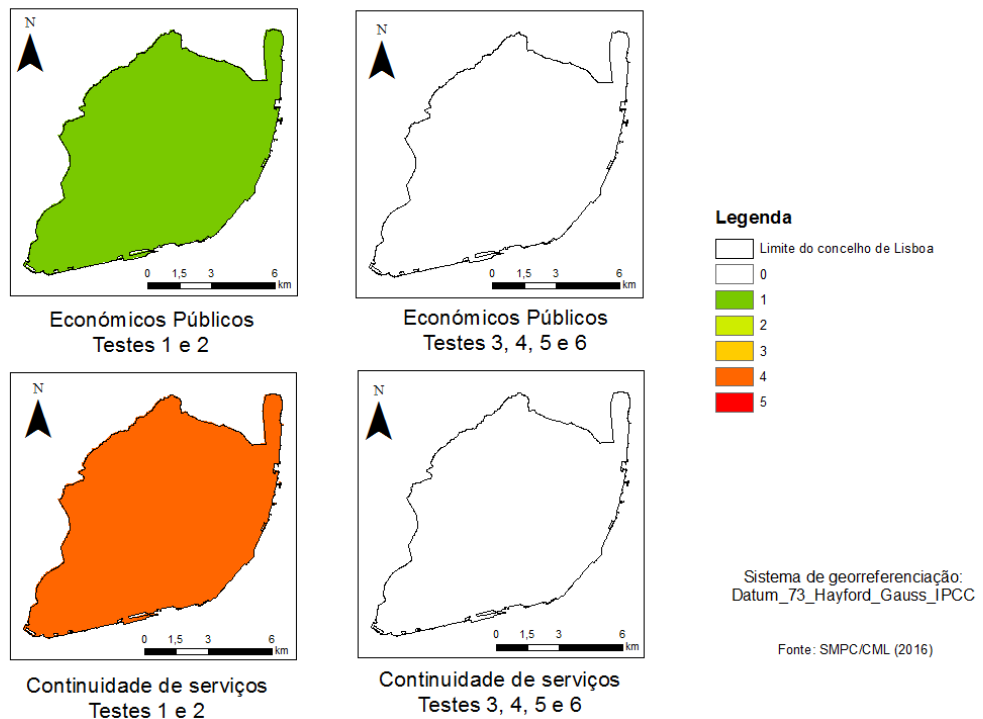 N
0 1,5 3 6
km
Económicos Públicos
Testes 1 e 2
N
0 1,5 3 6
km
Económicos Públicos
Testes 3, 4, 5 e 6
N
0 1,5 3 6
km
Continuidade de serviços
Testes 1 e 2
N
0 1,5 3 6
km
Continuidade de serviços
Testes 3, 4, 5 e 6
Legenda
Limite do concelho de Lisboa
0
1
2
3
4
5
Sistema de georreferenciação:
Datum_73_Hayford_Gauss_IPCC
Fonte: SMPC/CML (2016)